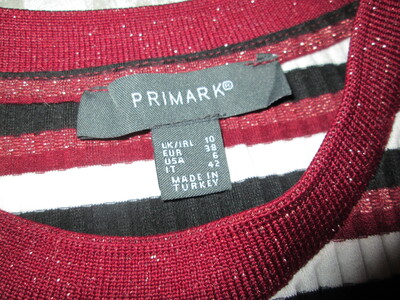 PRIMARK®
UK/IRL 10
EUR 38
USA 6
IT 42
MADE IN
TURKEY